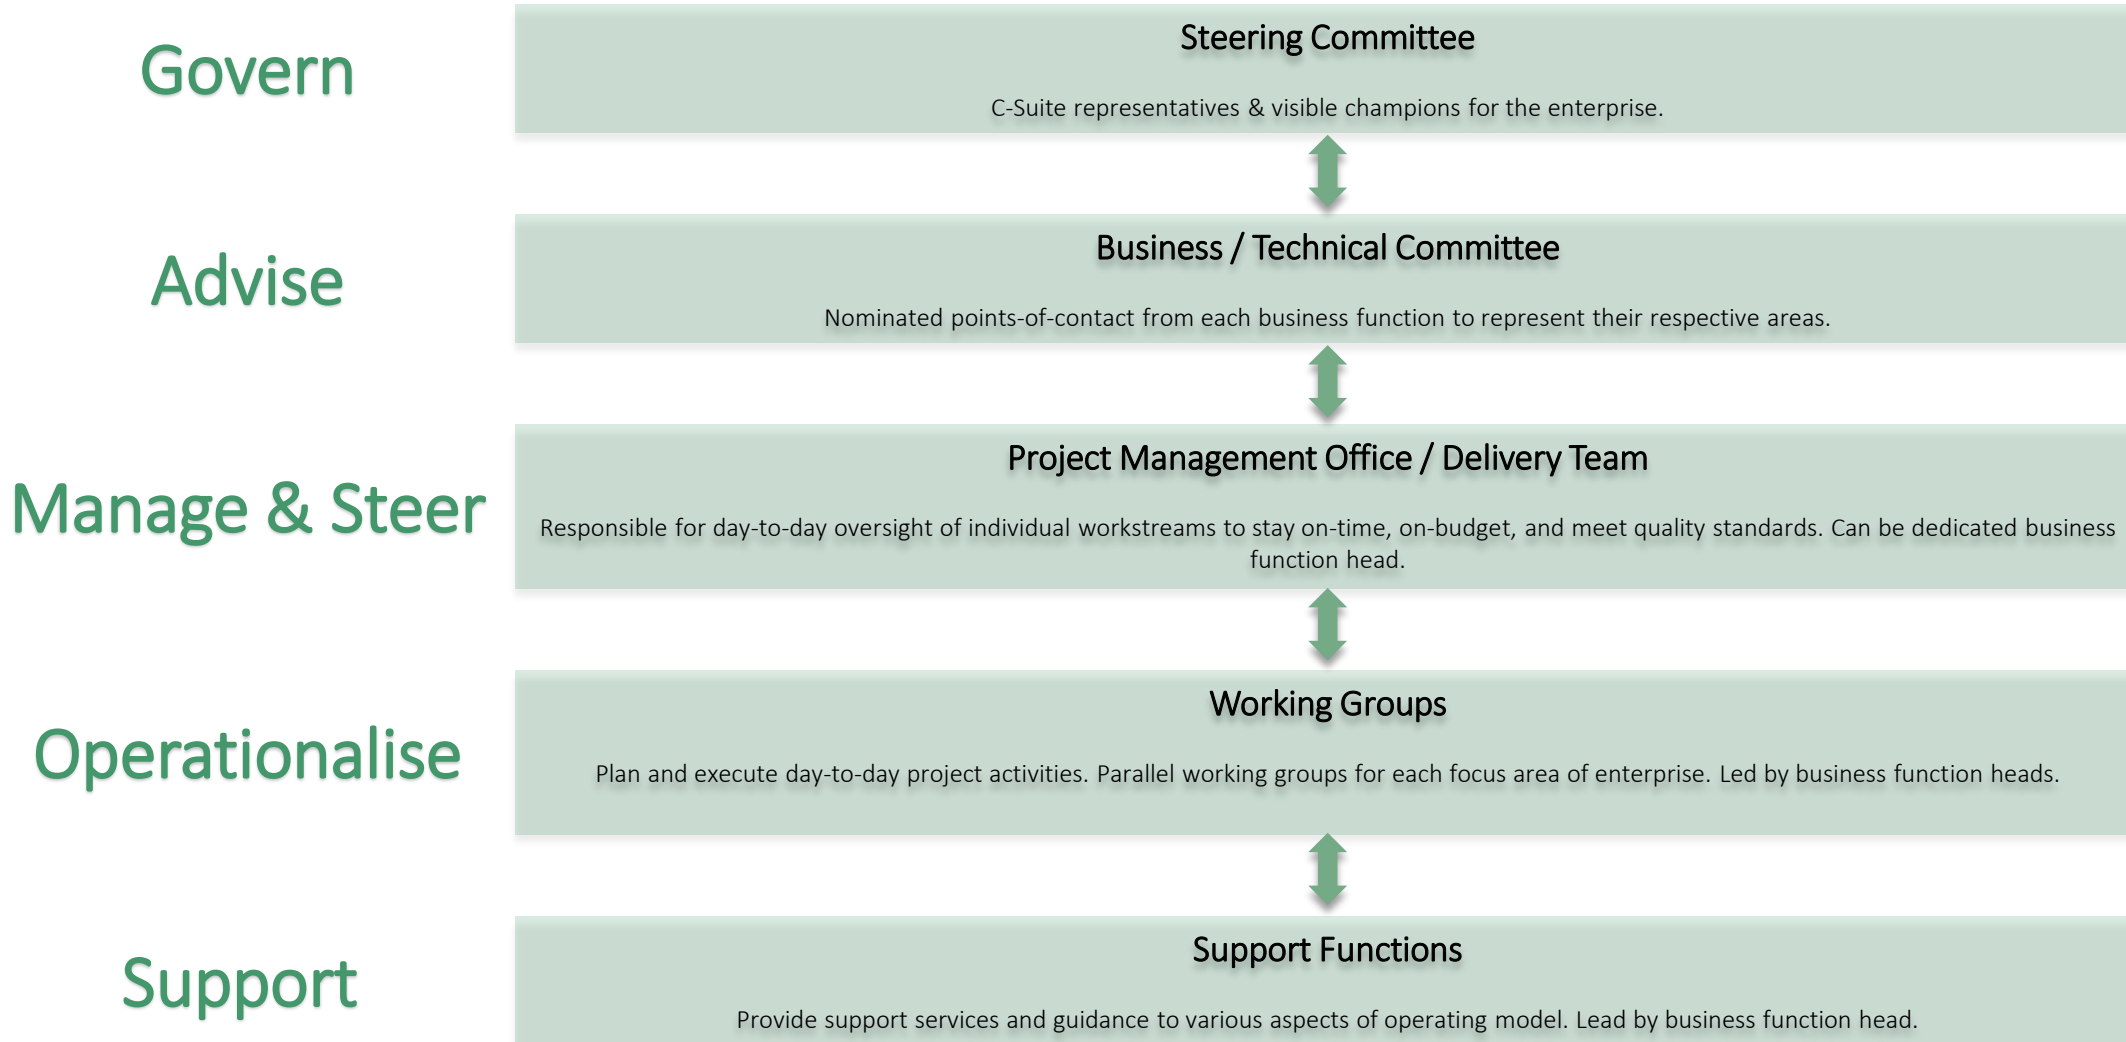 Govern
Steering Committee
C-Suite representatives & visible champions for the enterprise.
Advise
Business / Technical Committee
Nominated points-of-contact from each business function to represent their respective areas.
Manage & Steer
Project Management Office / Delivery Team
Responsible for day-to-day oversight of individual workstreams to stay on-time, on-budget, and meet quality standards. Can be dedicated business
function head.
Operationalise
Working Groups
Plan and execute day-to-day project activities. Parallel working groups for each focus area of enterprise. Led by business function heads.
Support
Support Functions
Provide support services and guidance to various aspects of operating model. Lead by business function head.